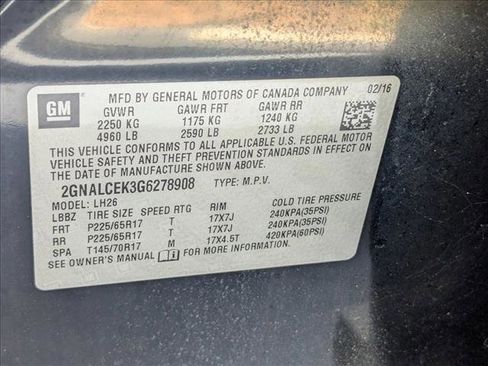 GM
MFD BY GENERAL MOTORS OF CANADA COMPANY 02/16
GVWR GAWR FRT GAWR RR
2250 KG 1175 KG 1240 KG
4960 LB 2590 LB 2733 LB
THIS VEHICLE CONFORMS TO ALL APPLICABLE U.S. FEDERAL MOTOR
VEHICLE SAFETY, BUMPER, AND THEFT PREVENTION STANDARDS IN
EFFECT ON THE DATE OF MANUFACTURE SHOWN ABOVE.
2GNALCEK3G6278908 TYPE: M.P.V.
MODEL: LH26
LBBZ TIRE SIZE SPEED RTG RIM COLD TIRE PRESSURE
FRT P225/65R17 T 17X7J 240KPA(35PSI)
RR P225/65R17 T 17X7J 240KPA(35PSI)
SPA T145/70R17 M 17X4.5T 420KPA(60PSI)
SEE OWNER'S MANUAL FOR MORE INFORMATION.